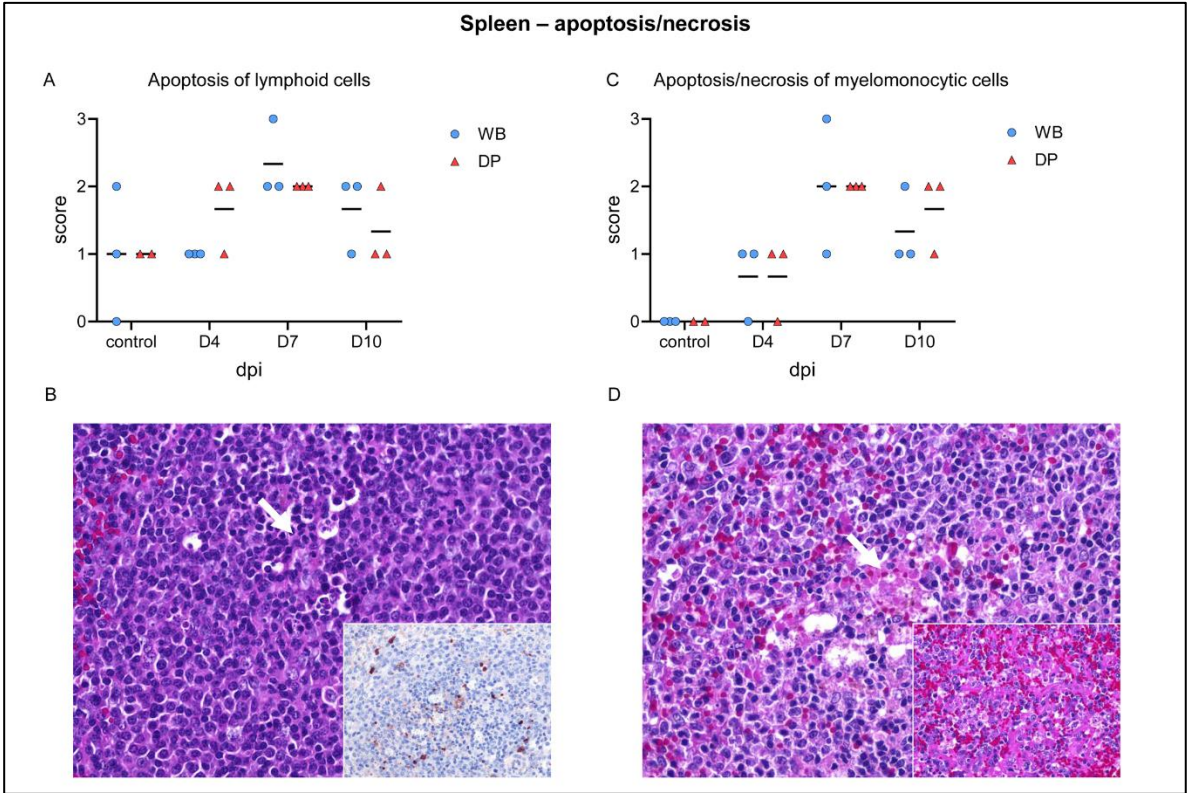 Spleen – apoptosis/necrosis
A
Apoptosis of lymphoid cells
3
2
1
0
score
control
D4
D7
D10
dpi
WB
DP
C
Apoptosis/necrosis of myelomonocytic cells
3
2
1
0
score
control
D4
D7
D10
dpi
WB
DP
B
D